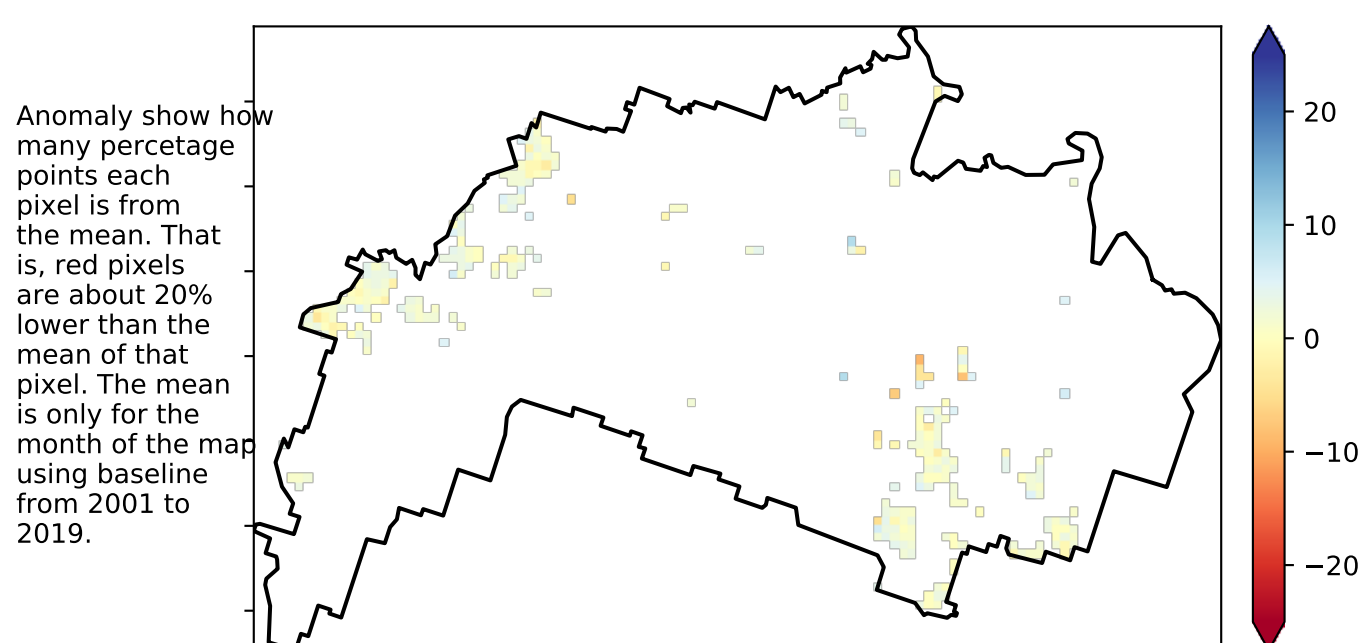 Anomaly show how
many percetage
points each
pixel is from
the mean. That
is, red pixels
are about 20%
lower than the
mean of that
pixel. The mean
is only for the
month of the map
using baseline
from 2001 to
2019.
20
10
0
−10
−20